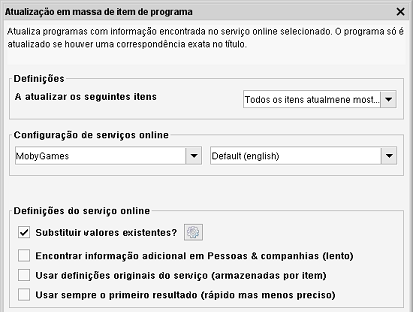 Atualização em massa de item de programa
Atualiza programas com informação encontrada no serviço online selecionado. O programa só é
atualizado se houver uma correspondência exata no título.
Definições
A atualizar os seguintes itens
Todos os itens atualmene most...
Configuração de serviços online
MobyGames
Default (english)
Definições do serviço online
Substituir valores existentes?
Encontrar informação adicional em Pessoas & companhias (lento)
Usar definições originais do serviço (armazenadas por item)
Usar sempre o primeiro resultado (rápido mas menos preciso)